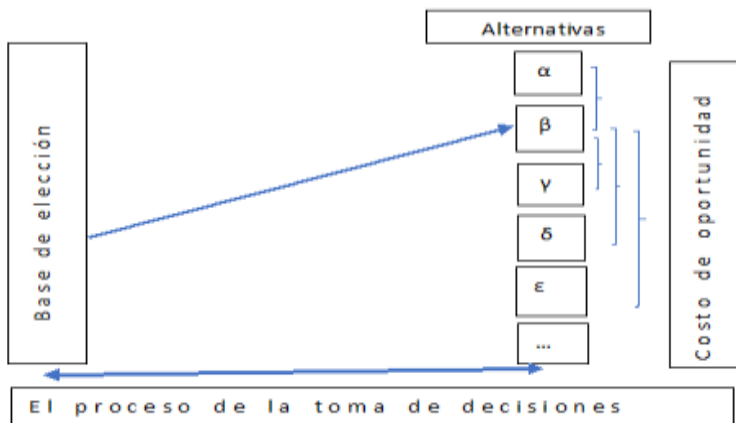 Alternativas
Base de elección
α
β
γ
δ
ε
...
Costo de oportunidad
El proceso de la toma de decisiones